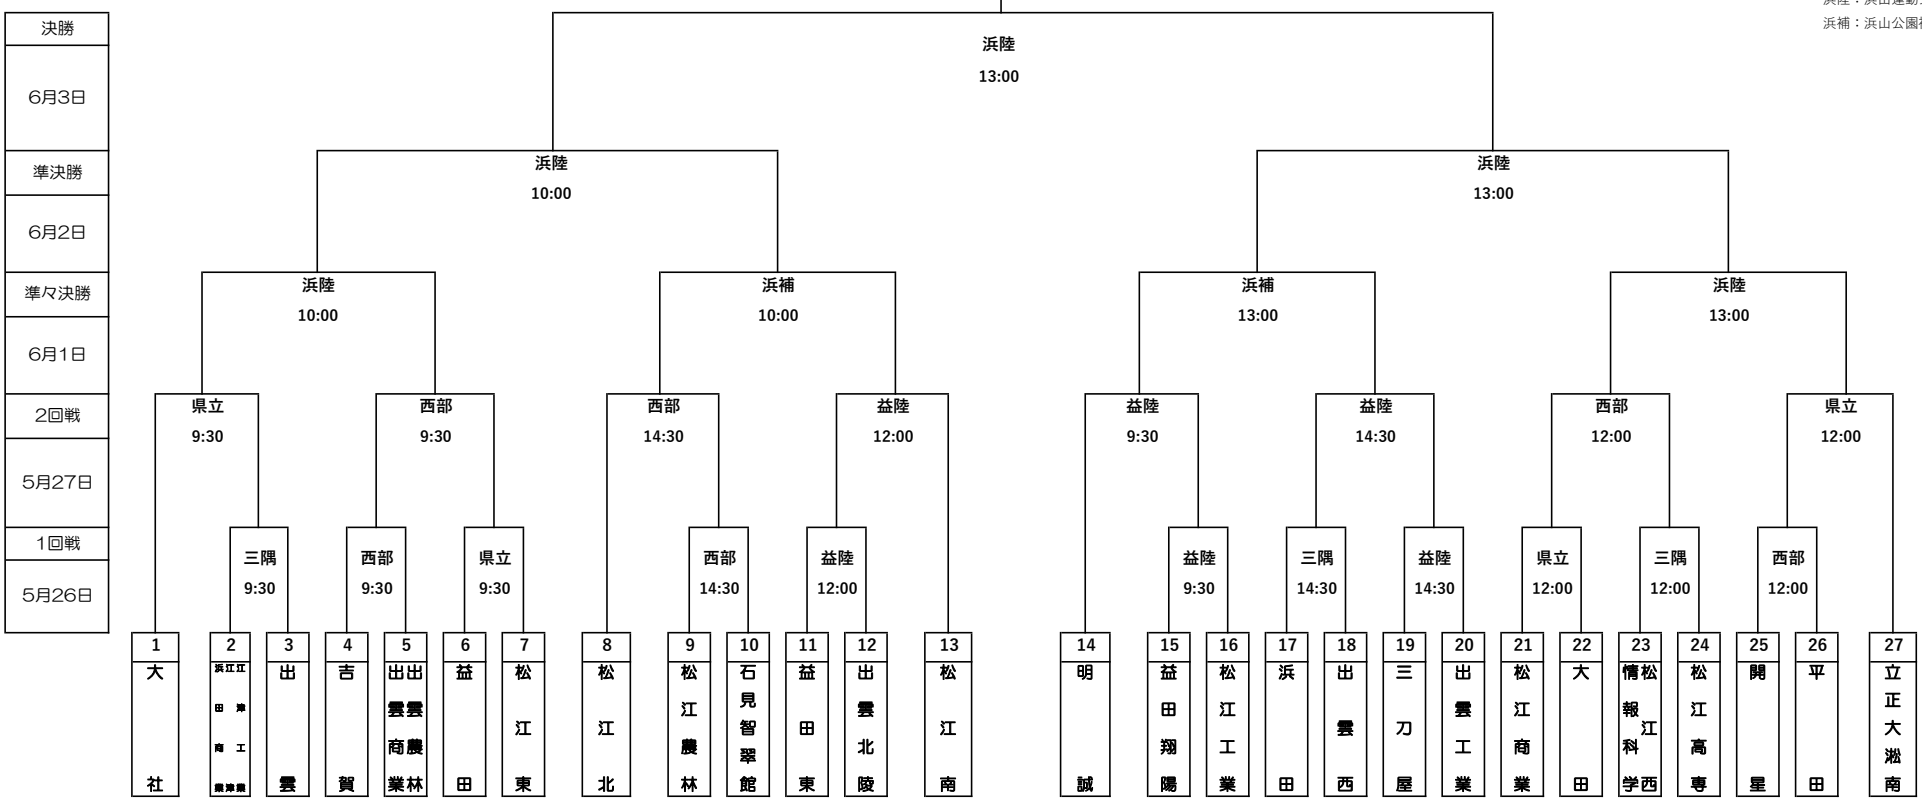 浜補：浜山公園
決勝
浜陸
13:00
6月3日
準決勝
浜陸
10:00
浜陸
13:00
6月2日
準々決勝
浜陸
10:00
浜補
10:00
浜補
13:00
浜陸
13:00
6月1日
2回戦
県立
9:30
西部
9:30
西部
14:30
益陸
12:00
益陸
9:30
益陸
14:30
西部
12:00
県立
12:00
5月27日
1回戦
三隅
9:30
西部
9:30
県立
9:30
西部
14:30
益陸
12:00
益陸
9:30
三隅
14:30
益陸
14:30
県立
12:00
三隅
12:00
西部
12:00
5月26日
1
大社
2
江津工業
江津
浜田商業
3
出雲
4
吉賀
5
出雲農林
出雲商業
6
益田
7
松江東
8
松江北
9
松江農林
10
石見智翠館
11
益田東
12
出雲北陵
13
松江南
14
明誠
15
益田翔陽
16
松江工業
17
浜田
18
出雲西
19
三刀屋
20
出雲工業
21
松江商業
22
大田
23
松江西
情報科学
24
松江高専
25
開星
26
平田
27
立正大淞南